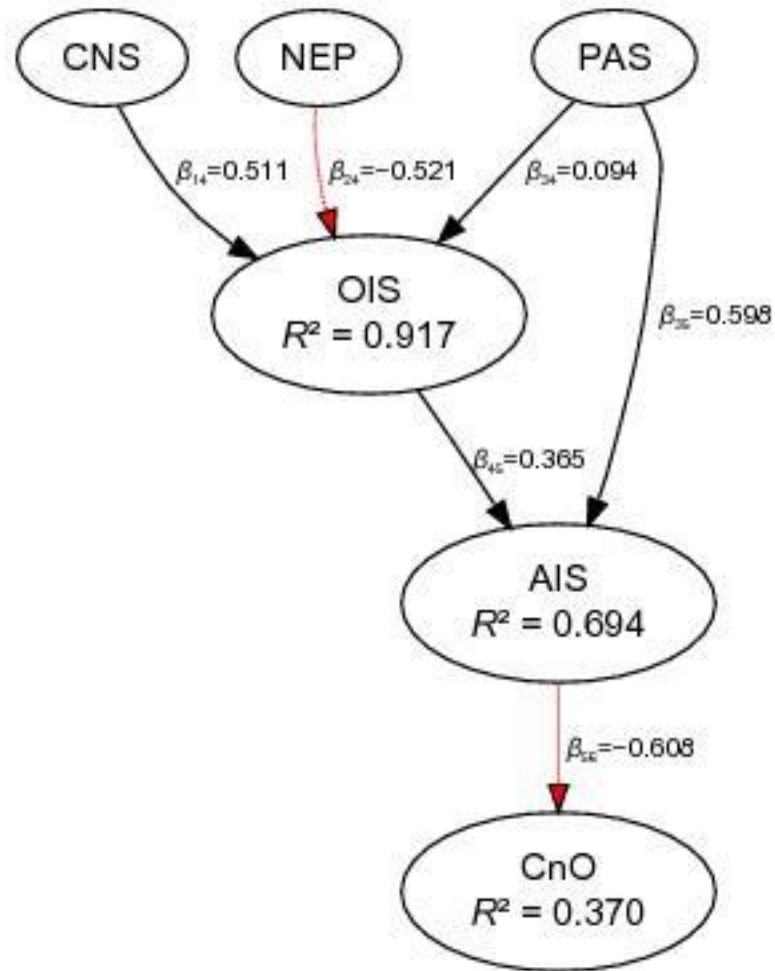 CNS
NEP
PAS
β₁₄=0.511
β₂₄=−0.521
β₃₄=0.094
OIS
R² = 0.917
β₃₅=0.598
β₄₅=0.365
AIS
R² = 0.694
β₅₆=−0.608
CnO
R² = 0.370